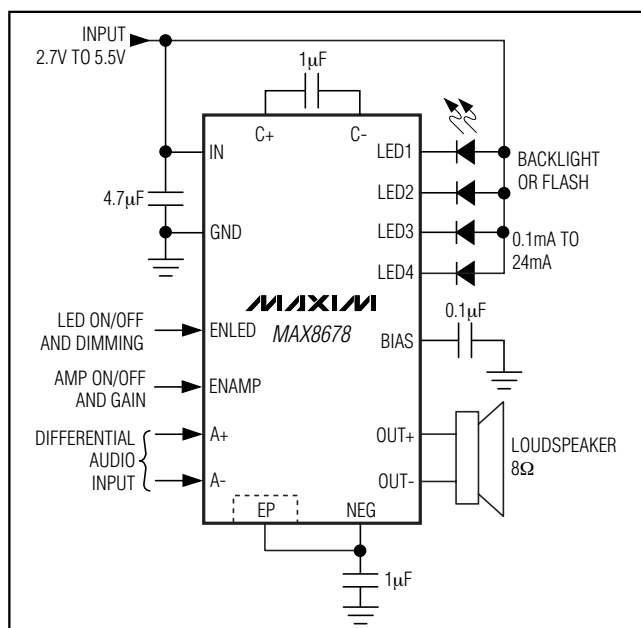 INPUT
2.7V TO 5.5V
1μF
C+
C-
IN
4.7μF
GND
LED1
LED2
LED3
LED4
BACKLIGHT
OR FLASH
0.1mA TO
24mA
MAXIM
MAX8678
LED ON/OFF
AND DIMMING
ENLED
BIAS
0.1μF
AMP ON/OFF
AND GAIN
ENAMP
DIFFERENTIAL
AUDIO
INPUT
A+
A-
OUT+
OUT-
LOUDSPEAKER
8Ω
EP
NEG
1μF